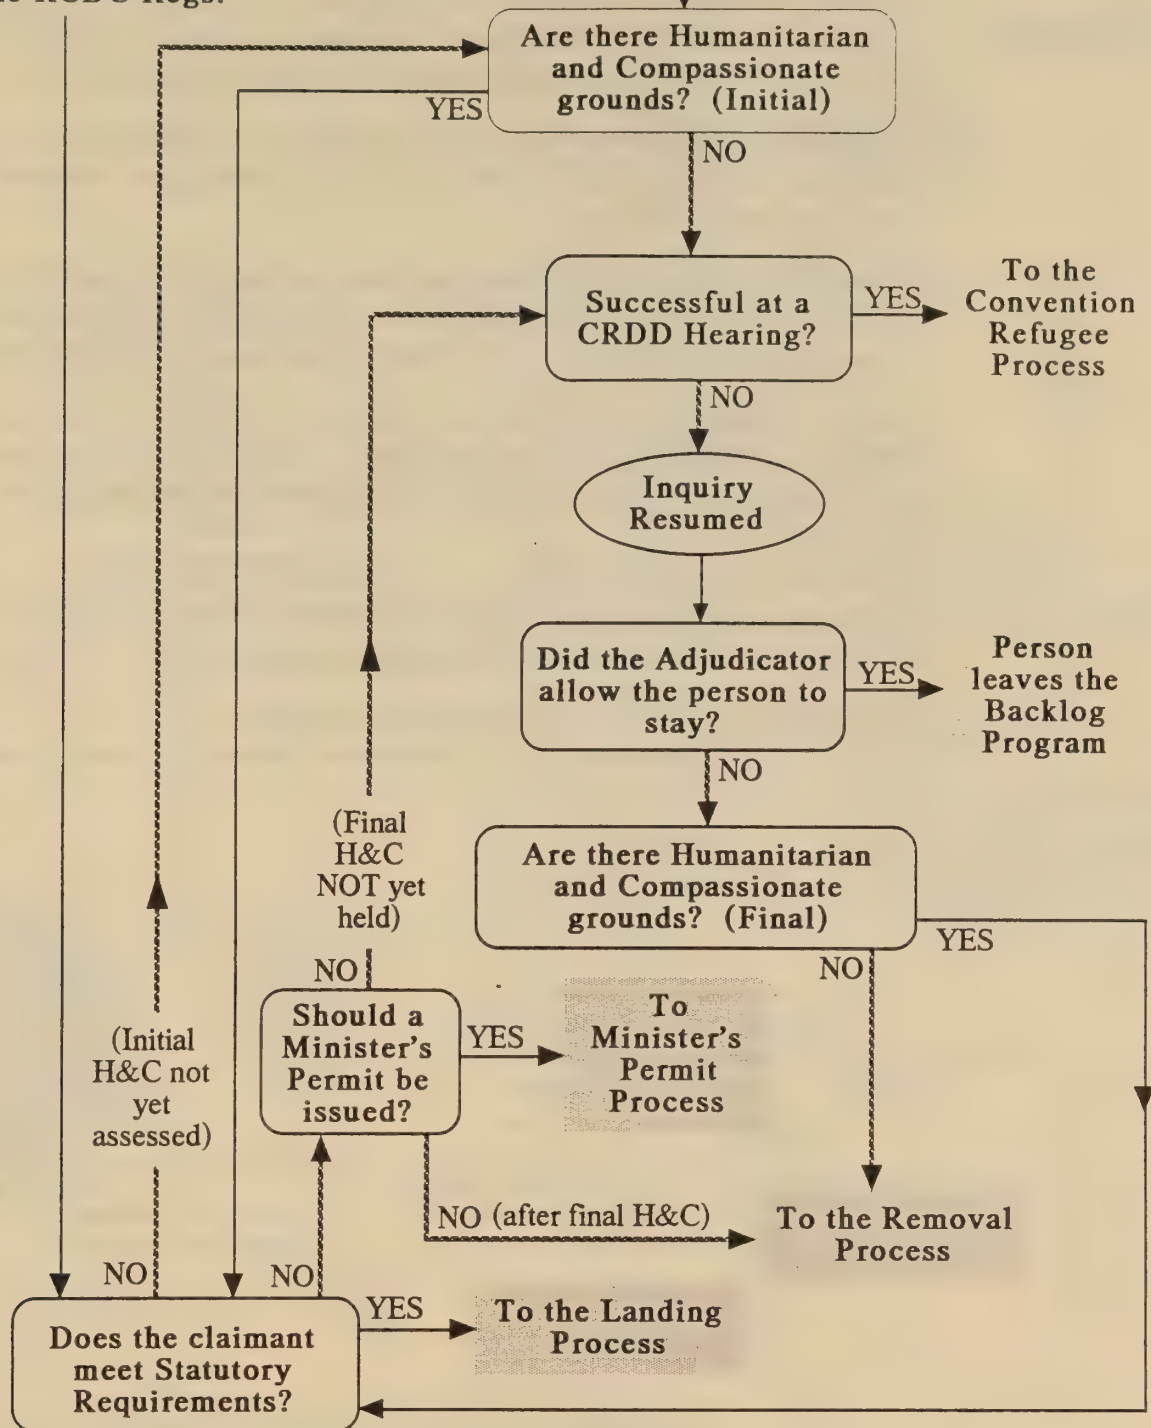 Are there Humanitarian
and Compassionate
grounds? (Initial)
YES
NO
Successful at a
CRDD Hearing?
YES
To the
Convention
Refugee
Process
NO
Inquiry
Resumed
Did the Adjudicator
allow the person to
stay?
YES
Person
leaves the
Backlog
Program
NO
(Final
H&C
NOT yet
held)
Are there Humanitarian
and Compassionate
grounds? (Final)
YES
NO
NO
Should a
Minister's
Permit be
issued?
YES
To
Minister's
Permit
Process
(Initial
H&C not
yet
assessed)
NO (after final H&C)
To the Removal
Process
NO
NO
Does the claimant
meet Statutory
Requirements?
YES
To the Landing
Process